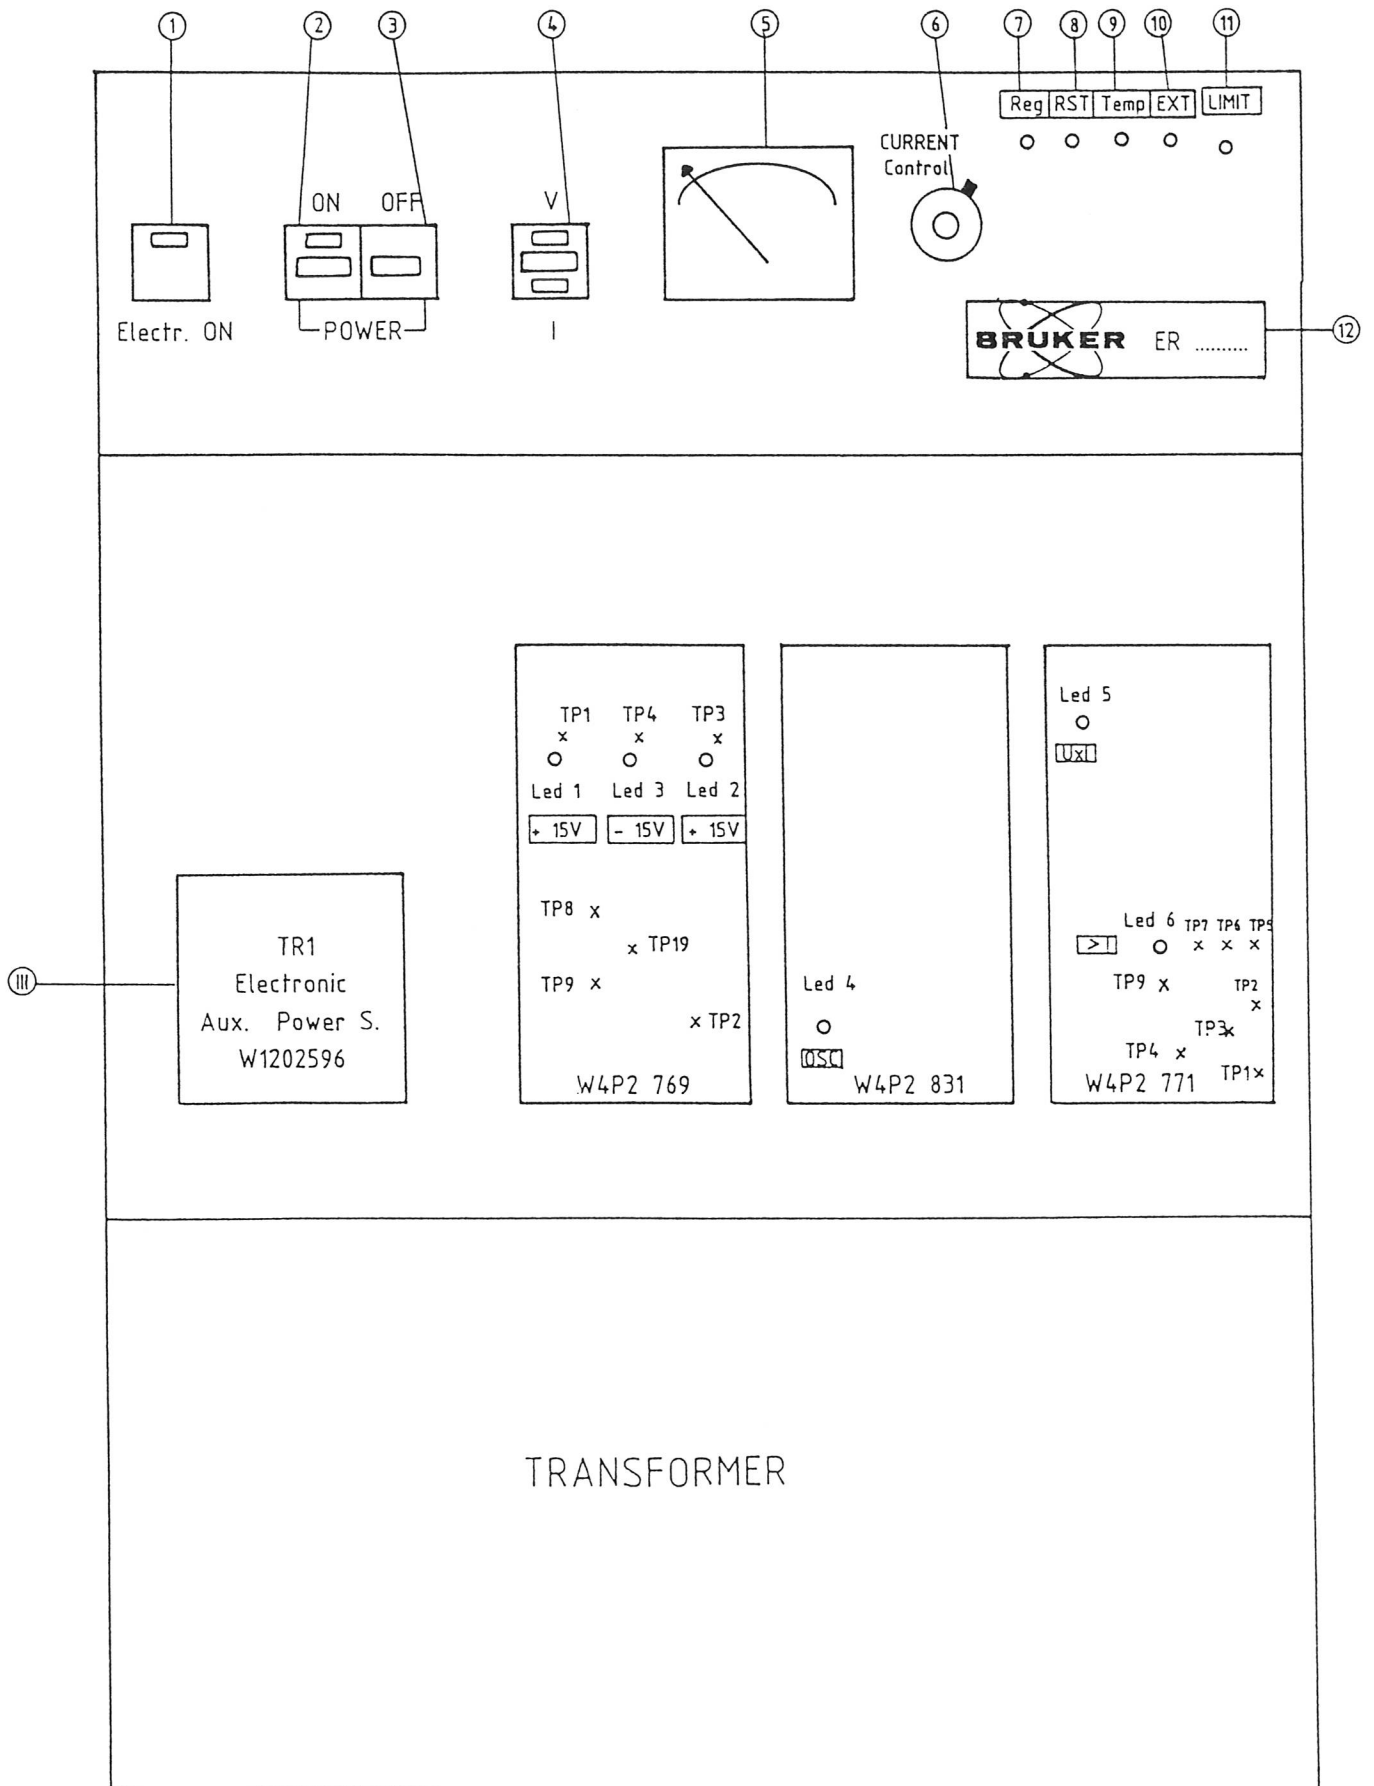 1 2 3 4 5 6 7 8 9 10 11
Reg RST Temp EXT LIMIT
CURRENT
Control
ON OFF V
Electr. ON POWER I
BRUKER ER ..........
12
TP1 TP4 TP3
Led 1 Led 3 Led 2
+ 15V - 15V + 15V
TP8
TP19
TP9
TP2
W4P2 769
Led 4
OSC
W4P2 831
Led 5
UxI
Led 6 TP7 TP6 TP5
>I
TP9 TP2
TP3
TP4
W4P2 771 TP1
III
TR1
Electronic
Aux. Power S.
W1202596
TRANSFORMER